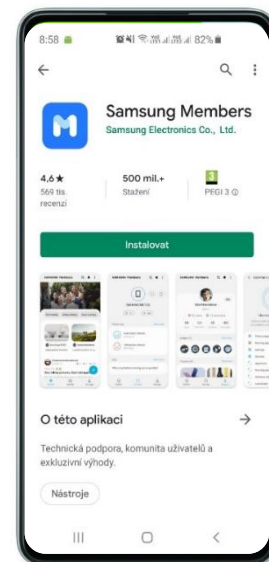 8:58
82%
Samsung Members
Samsung Electronics Co., Ltd.
4,6★
569 tis.
recenzí
500 mil.+
Stažení
3
PEGI 3
Instalovat
O této aplikaci
Technická podpora, komunita uživatelů a
exkluzivní výhody.
Nástroje